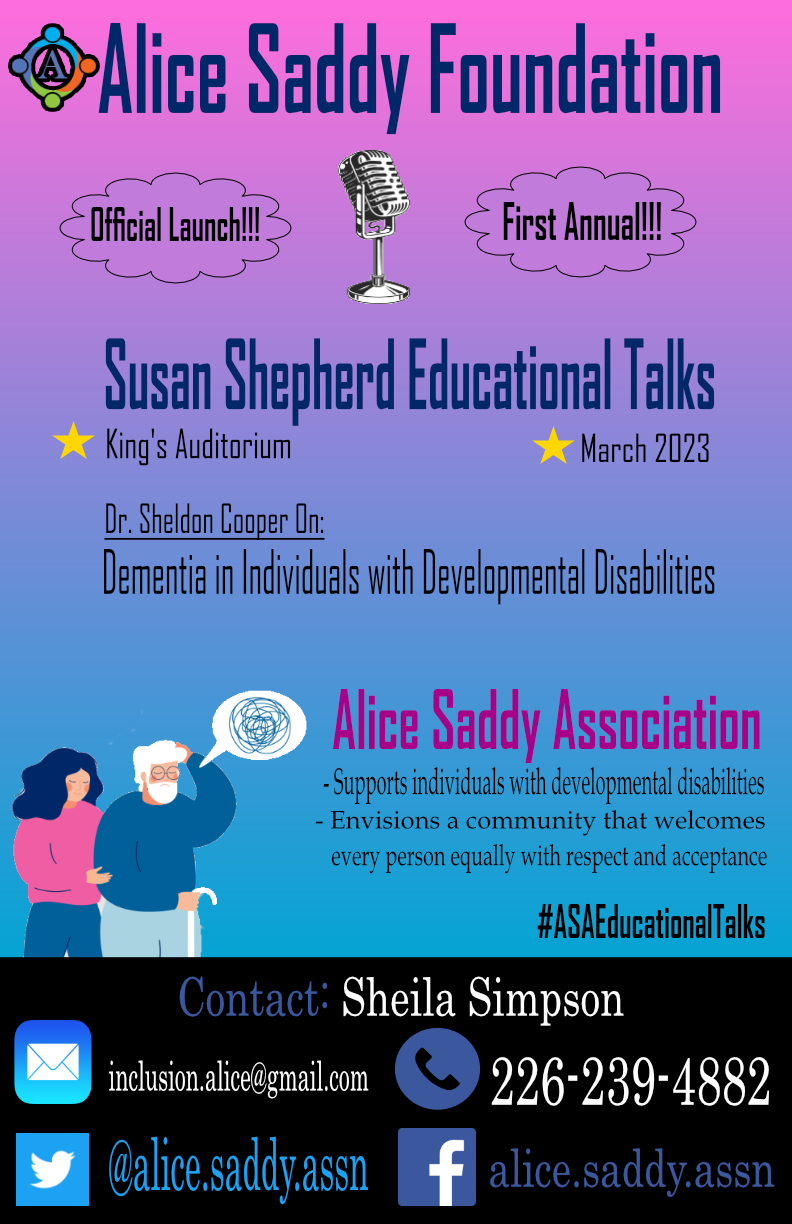 A
Alice Saddy Foundation
Official Launch!!!
First Annual!!!
Susan Shepherd Educational Talks
King's Auditorium
March 2023
Dr. Sheldon Cooper On:
Dementia in Individuals with Developmental Disabilities
Alice Saddy Association
- Supports individuals with developmental disabilities
- Envisions a community that welcomes
every person equally with respect and acceptance
#ASAEducationalTalks
Contact: Sheila Simpson
inclusion.alice@gmail.com
226-239-4882
@alice.saddy.assn
f alice.saddy.assn